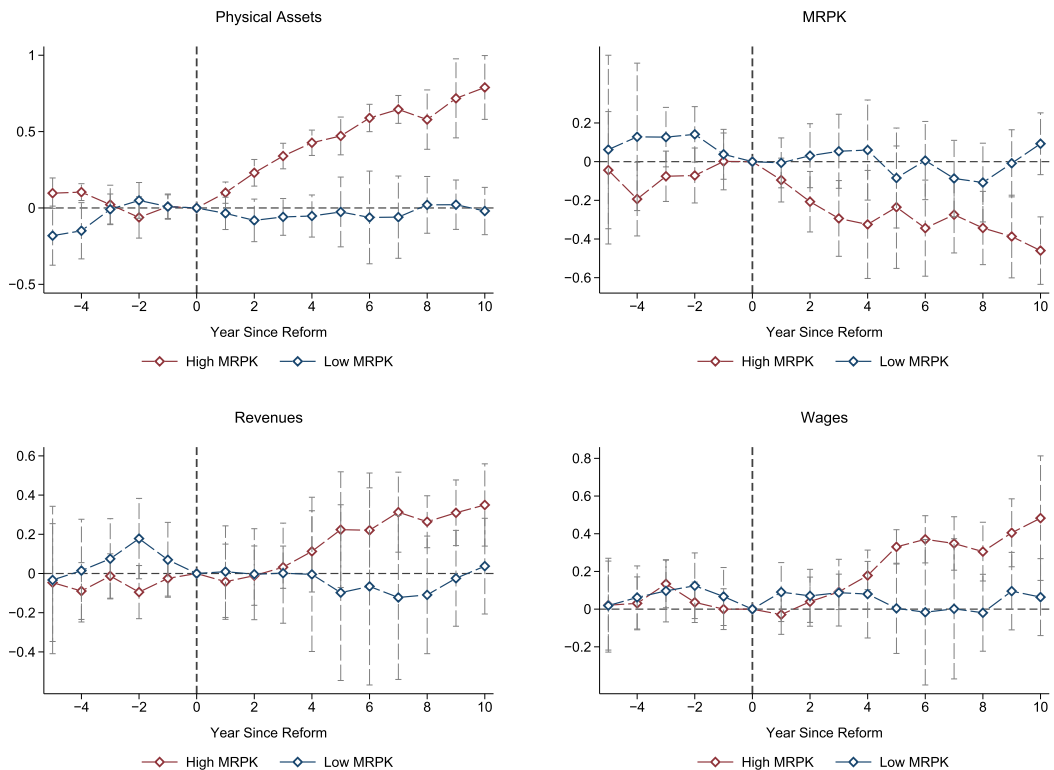 Physical Assets
1
0.5
0
−0.5
−4 −2 0 2 4 6 8 10
Year Since Reform
High MRPK Low MRPK
MRPK
0.2
0
−0.2
−0.4
−0.6
−4 −2 0 2 4 6 8 10
Year Since Reform
High MRPK Low MRPK
Revenues
0.6
0.4
0.2
0
−0.2
−0.4
−4 −2 0 2 4 6 8 10
Year Since Reform
High MRPK Low MRPK
Wages
0.8
0.6
0.4
0.2
0
−0.2
−4 −2 0 2 4 6 8 10
Year Since Reform
High MRPK Low MRPK